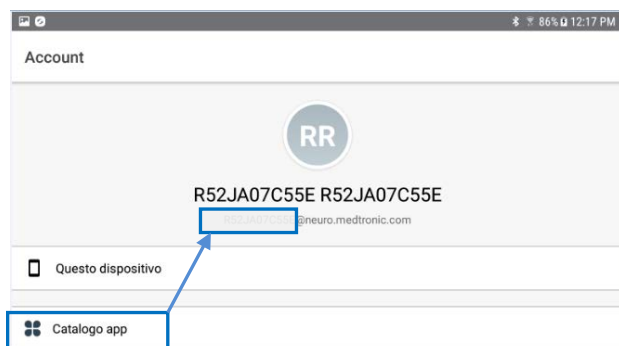 86% 12:17 PM
Account
RR
R52JA07C55E R52JA07C55E
R52JA07C55E@neuro.medtronic.com
Questo dispositivo
Catalogo app